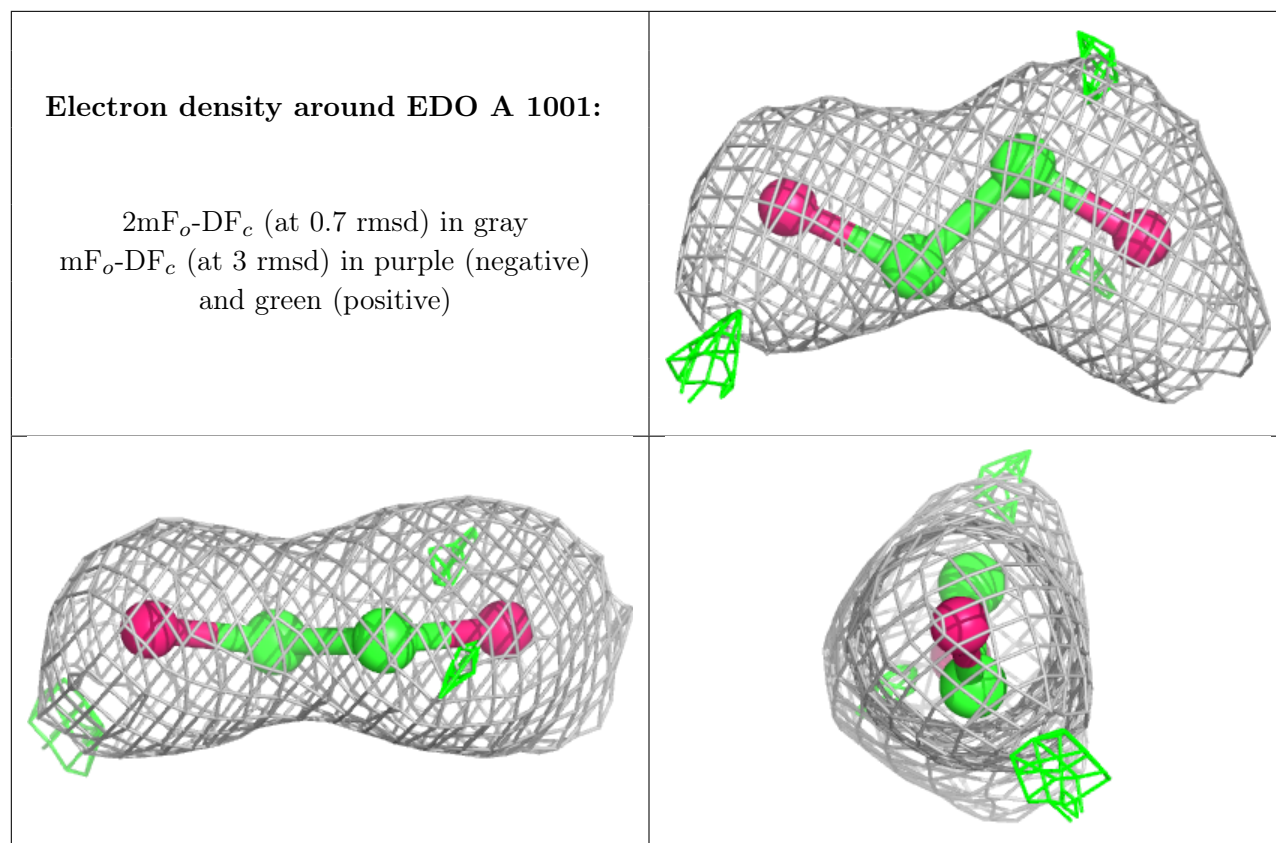 Electron density around EDO A 1001:
2mFo-DFc (at 0.7 rmsd) in gray
mFo-DFc (at 3 rmsd) in purple (negative)
and green (positive)